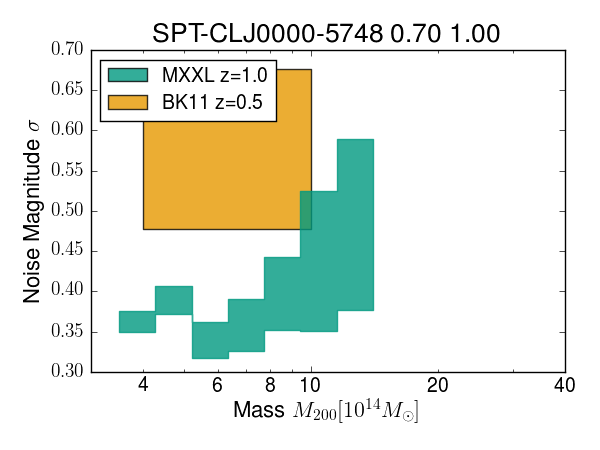 SPT-CLJ0000-5748 0.70 1.00
0.70
0.65
0.60
0.55
0.50
0.45
0.40
0.35
0.30
Noise Magnitude σ
MXXL z=1.0
BK11 z=0.5
4 6 8 10 20 40
Mass M₂₀₀[10¹⁴M⊙]